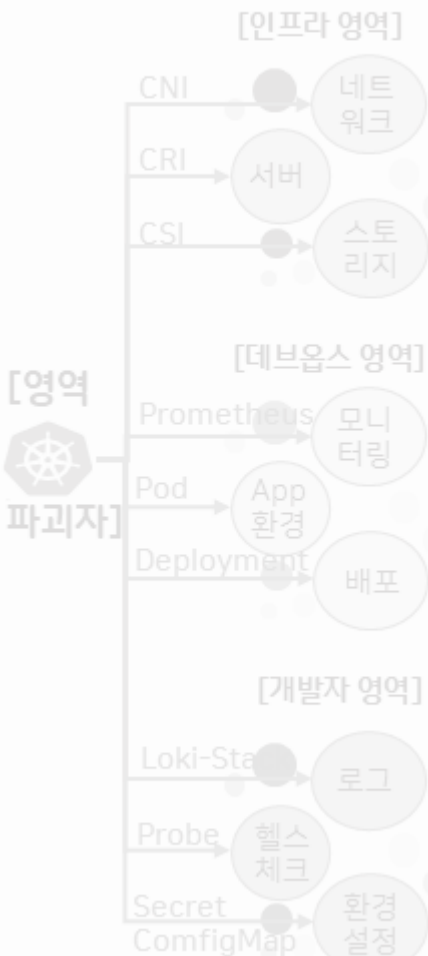 [인프라 영역]
CNI
네트
워크
CRI
서버
CSI
스토
리지
[데브옵스 영역]
[영역
파괴자]
Prometheus
모니
터링
Pod
App
환경
Deployment
배포
[개발자 영역]
Loki-Sta
로그
Probe
헬스
체크
Secret
ComfigMap
환경
설정